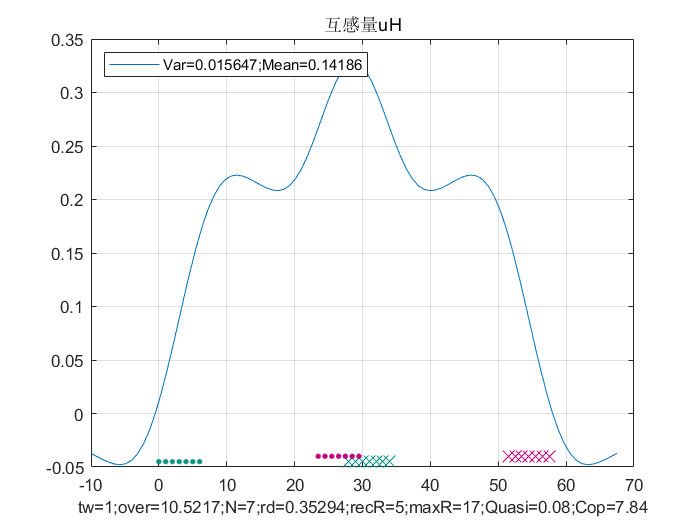 互感量uH
0.35
0.3
0.25
0.2
0.15
0.1
0.05
0
-0.05
Var=0.015647;Mean=0.14186
-10 0 10 20 30 40 50 60 70
tw=1;over=10.5217;N=7;rd=0.35294;recR=5;maxR=17;Quasi=0.08;Cop=7.84